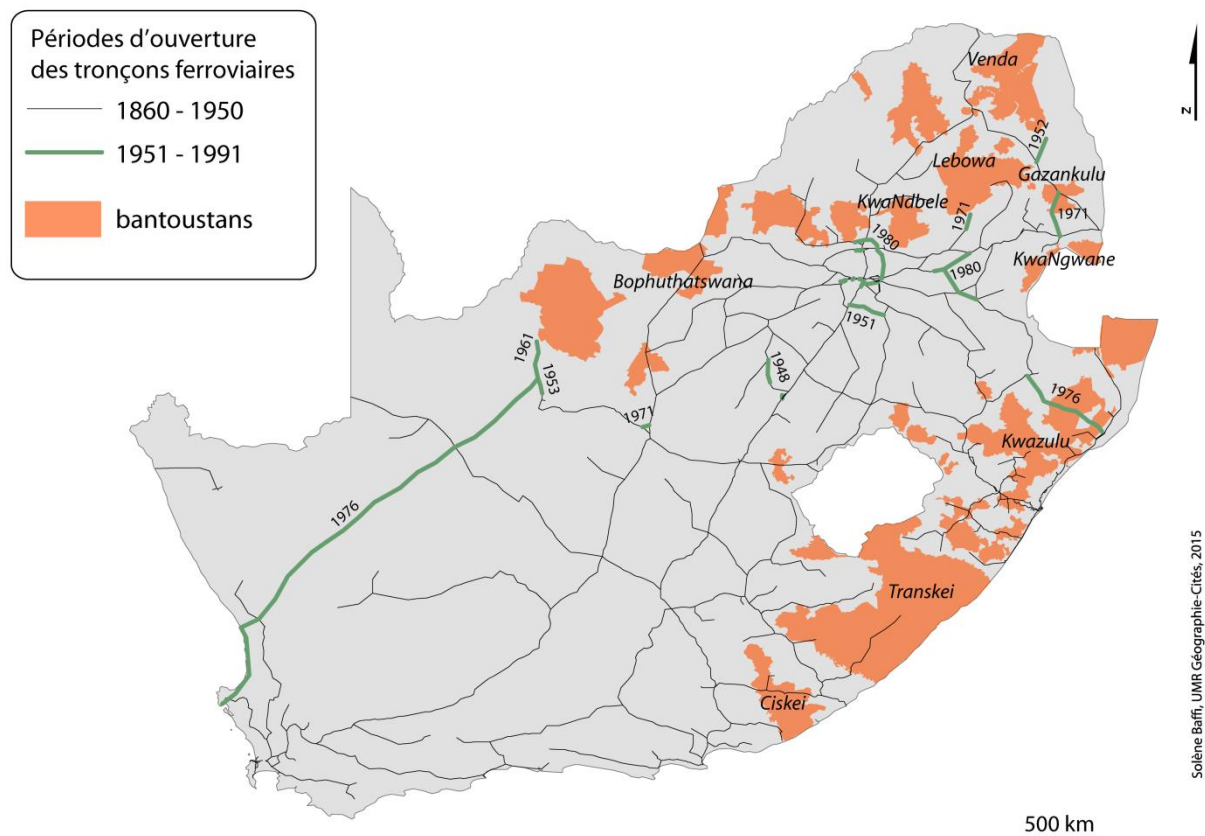 Périodes d'ouverture
des tronçons ferroviaires
1860 - 1950
1951 - 1991
bantoustans
Venda
N
1952
Lebowa
Gazankulu
KwaNdbele
1971
1971
1980
KwaNgwane
Bophuthatswana
1980
1951
1961
1953
1948
1976
1971
Kwazulu
1976
Transkei
Ciskei
Solène Baffi, UMR Géographie-Cités, 2015
500 km